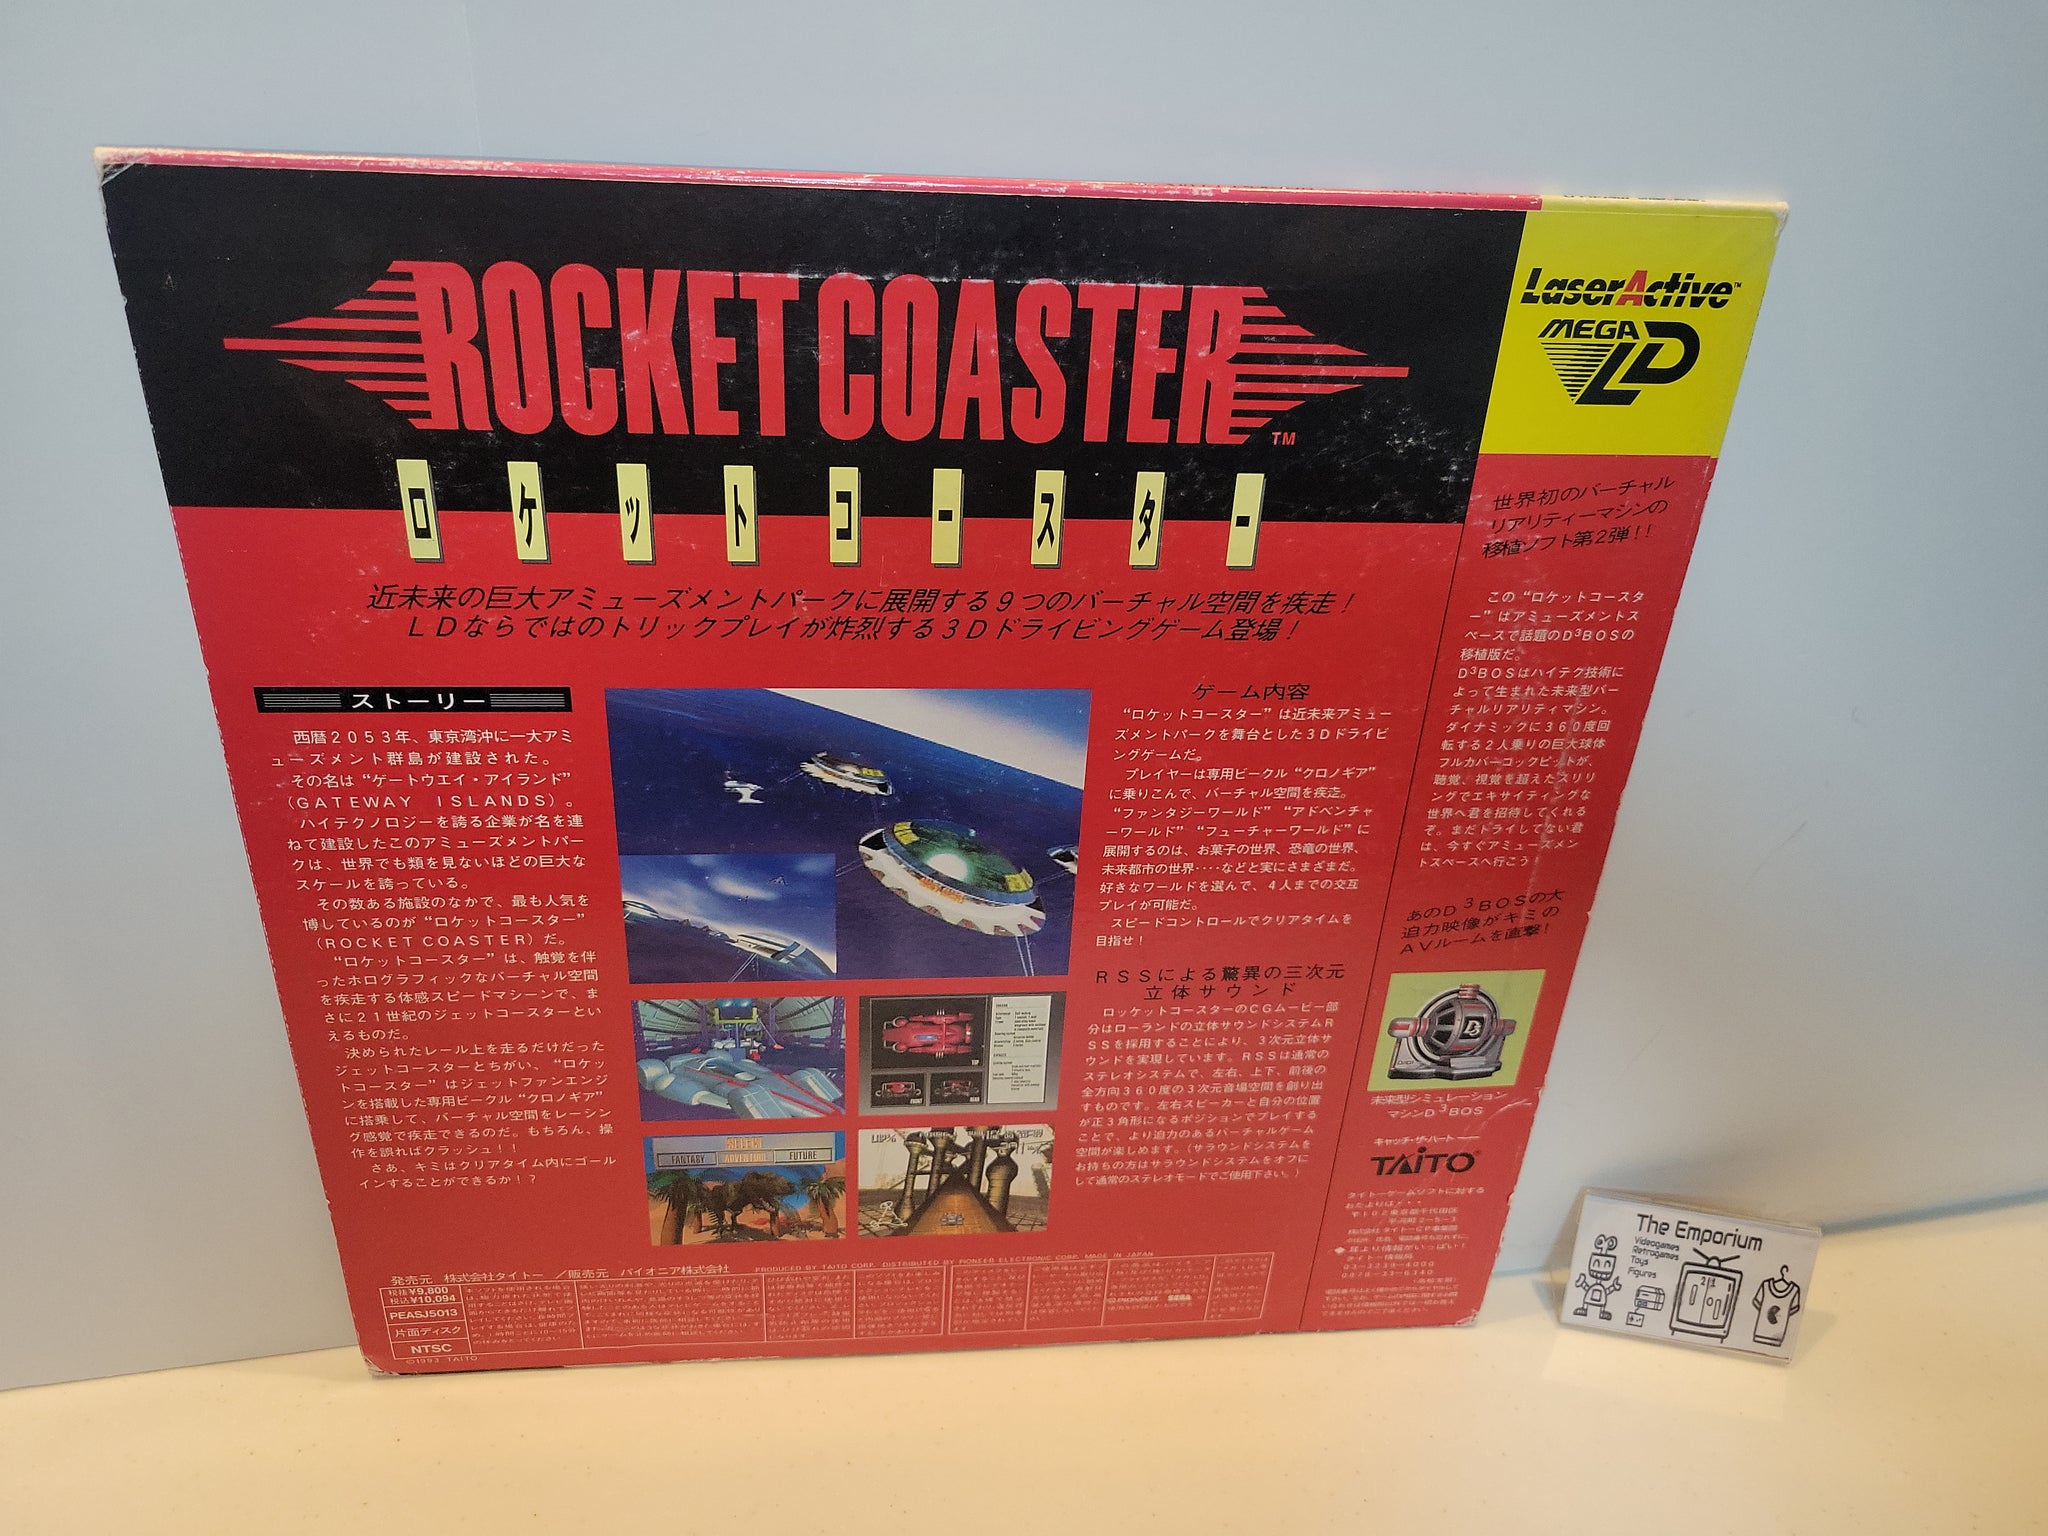 ROCKET COASTER TM
ロケットコースター
近未来の巨大アミューズメントパークに展開する9つのバーチャル空間を疾走！
LDならではのトリックプレイが炸烈する3Dドライビングゲーム登場！
ストーリー
西暦2053年、東京湾沖に一大アミ
ューズメント群島が建設された。
その名は“ゲートウエイ・アイランド”
（GATEWAY ISLANDS）。
ハイテクノロジーを誇る企業が名を連
ねて建設したこのアミューズメントパー
クは、世界でも類を見ないほどの巨大な
スケールを誇っている。
その数ある施設のなかで、最も人気を
博しているのが“ロケットコースター”
（ROCKET COASTER）だ。
“ロケットコースター”は、触覚を伴
ったホログラフィックなバーチャル空間
を疾走する体感スピードマシーンで、ま
さに21世紀のジェットコースターとい
えるものだ。
決められたレール上を走るだけだった
ジェットコースターとちがい、“ロケッ
トコースター”はジェットファンエンジ
ンを搭載した専用ビークル“クロノギア”
に搭乗して、バーチャル空間をレーシン
グ感覚で疾走できるのだ。もちろん、操
作を誤ればクラッシュ！！
さあ、キミはクリアタイム内にゴール
インすることができるか！？
SELECT
FANTASY ADVENTURE FUTURE
ゲーム内容
“ロケットコースター”は近未来アミュー
ズメントパークを舞台とした3Dドライビ
ングゲームだ。
プレイヤーは専用ビークル“クロノギア”
に乗りこんで、バーチャル空間を疾走。
“ファンタジーワールド”“アドベンチャ
ーワールド”“フューチャーワールド”に
展開するのは、お菓子の世界、恐竜の世界、
未来都市の世界‥‥などと実にさまざまだ。
好きなワールドを選んで、4人までの交互
プレイが可能だ。
スピードコントロールでクリアタイムを
目指せ！
RSSによる驚異の三次元
立体サウンド
ロッケットコースターのCGムービー部
分はローランドの立体サウンドシステムR
SSを採用することにより、3次元立体サ
ウンドを実現しています。RSSは通常の
ステレオシステムで、左右、上下、前後の
全方向360度の3次元音場空間を創り出
すものです。左右スピーカーと自分の位置
が正3角形になるポジションでプレイする
ことで、より迫力のあるバーチャルゲーム
空間が楽しめます。（サラウンドシステムを
お持ちの方はサラウンドシステムをオフに
して通常のステレオモードでご使用下さい。）
LaserActive TM
MEGA LD
世界初のバーチャル
リアリティーマシンの
移植ソフト第2弾！！
この“ロケットコースタ
ー”はアミューズメントス
ペースで話題のD3BOSの
移植版だ。
D3BOSはハイテク技術に
よって生まれた未来型バー
チャルリアリティマシン。
ダイナミックに360度回
転する2人乗りの巨大球体
フルカバーコックピットが、
聴覚、視覚を超えたスリリ
ングでエキサイティングな
世界へ君を招待してくれる
ぞ。まだトライしてない君
は、今すぐアミューズメン
トスペースへ行こう！
あのD3BOSの大
迫力映像がキミの
AVルームを直撃！
未来型シミュレーション
マシンD3BOS
キャッチ・ザ・ハート
TAITO
タイトーゲームソフトに対する
おたよりは・・・
〒102東京都千代田区
平河町2-5-3
発売元 株式会社タイトー ／販売元 パイオニア株式会社
PRODUCED BY TAITO CORP. DISTRIBUTED BY PIONEER ELECTRONIC CORP. MADE IN JAPAN
税抜¥9,800
税込¥10,094
PEASJ5013
片面ディスク
NTSC
©1993 TAITO
PIONEER SEGA
The Emporium
Videogames
Retrogames
Toys
Figures